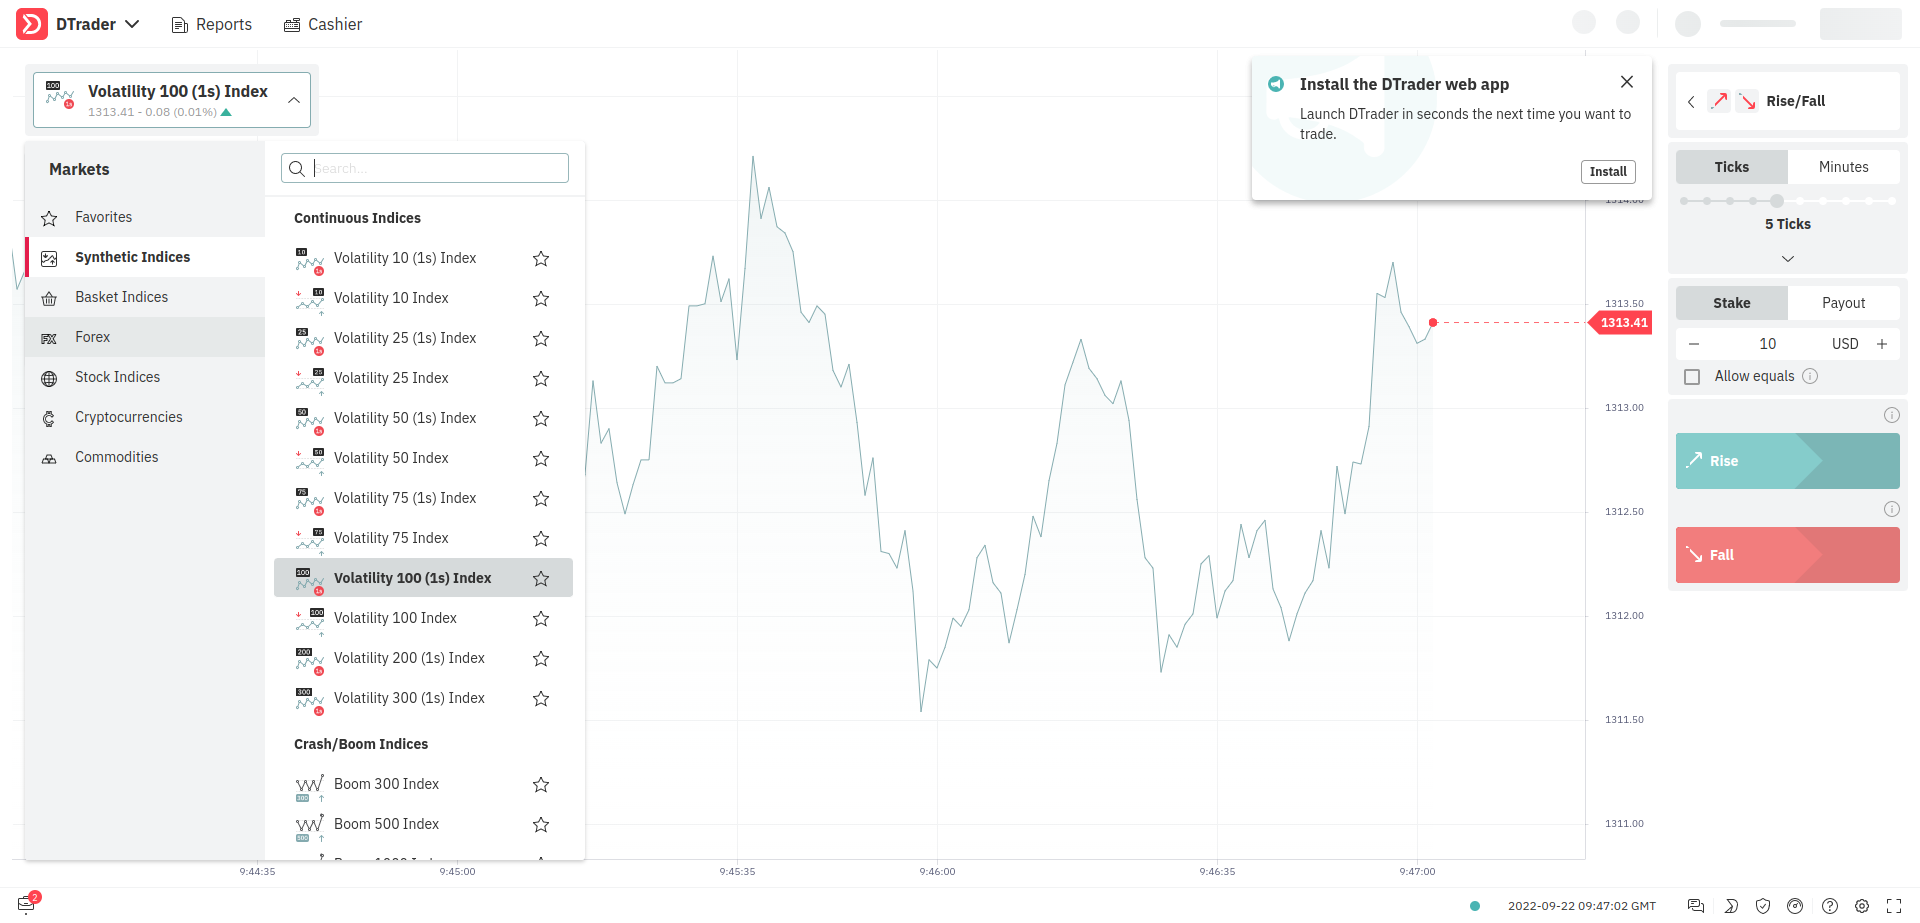 DTrader
Reports
Cashier
Volatility 100 (1s) Index
1313.41 - 0.08 (0.01%)
Markets
Favorites
Synthetic Indices
Basket Indices
Forex
Stock Indices
Cryptocurrencies
Commodities
Search...
Continuous Indices
Volatility 10 (1s) Index
Volatility 10 Index
Volatility 25 (1s) Index
Volatility 25 Index
Volatility 50 (1s) Index
Volatility 50 Index
Volatility 75 (1s) Index
Volatility 75 Index
Volatility 100 (1s) Index
Volatility 100 Index
Volatility 200 (1s) Index
Volatility 300 (1s) Index
Crash/Boom Indices
Boom 300 Index
Boom 500 Index
Install the DTrader web app
Launch DTrader in seconds the next time you want to
trade.
Install
1314.00
1313.50
1313.41
1313.00
1312.50
1312.00
1311.50
1311.00
9:44:35
9:45:00
9:45:35
9:46:00
9:46:35
9:47:00
Rise/Fall
Ticks
Minutes
5 Ticks
Stake
Payout
10
USD
Allow equals
Rise
Fall
2
2022-09-22 09:47:02 GMT